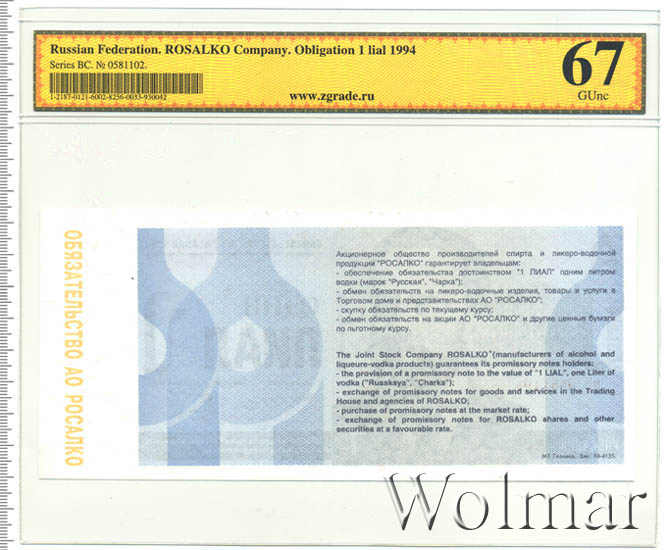 Russian Federation. ROSALKO Company. Obligation 1 lial 1994
Series BC. № 0581102.
1-2187-0121-6002-8256-0033-930042
www.zgrade.ru
67
GUnc
ОБЯЗАТЕЛЬСТВО АО РОСАЛКО
Акционерное общество производителей спирта и ликеро-водочной
продукции "РОСАЛКО" гарантирует владельцам:
- обеспечение обязательства достоинством "1 ЛИАЛ" одним литром
водки (марок "Русская", "Чарка");
- обмен обязательств на ликеро-водочные изделия, товары и услуги в
Торговом доме и представительствах АО "РОСАЛКО";
- скупку обязательств по текущему курсу;
- обмен обязательств на акции АО "РОСАЛКО" и другие ценные бумаги
по льготному курсу.
The Joint Stock Company ROSALKO (manufacturers of alcohol and
liqueure-vodka products) guarantees its promissory notes holders:
- the provision of a promissory note to the value of "1 LIAL", one Liter of
vodka ("Russkaya", "Charka");
- exchange of promissory notes for goods and services in the Trading
House and agencies of ROSALKO;
- purchase of promissory notes at the market rate;
- exchange of promissory notes for ROSALKO shares and other
securities at a favourable rate.
МТ Гознака. Зак. 94-4135.
Wolmar